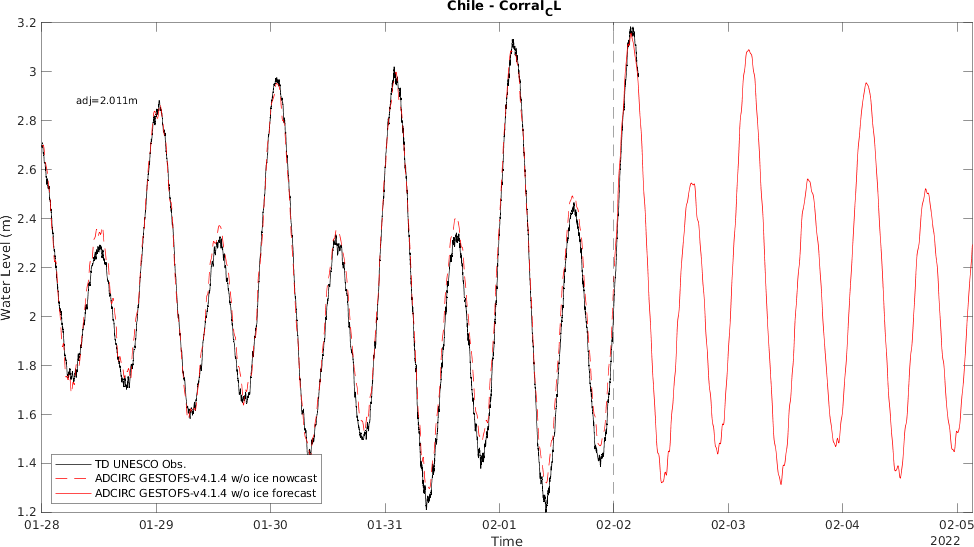 Chile - Corral_CL
3.2
3
2.8
2.6
2.4
2.2
2
1.8
1.6
1.4
1.2
Water Level (m)
adj=2.011m
TD UNESCO Obs.
ADCIRC GESTOFS-v4.1.4 w/o ice nowcast
ADCIRC GESTOFS-v4.1.4 w/o ice forecast
01-28 01-29 01-30 01-31 02-01 02-02 02-03 02-04 02-05
Time
2022